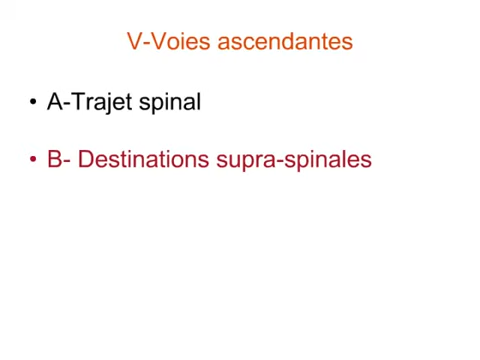 V-Voies ascendantes
• A-Trajet spinal
• B- Destinations supra-spinales